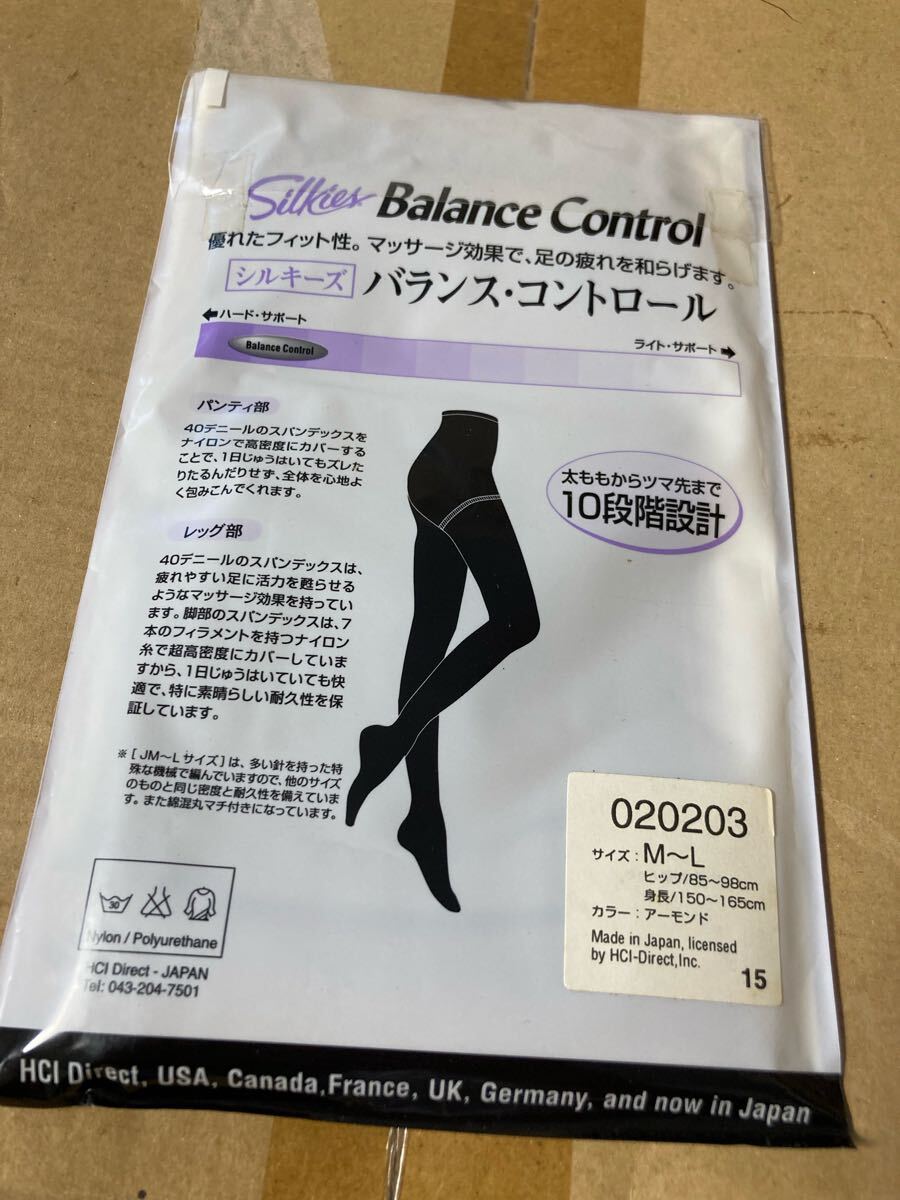 Silkies Balance Control
優れたフィット性。マッサージ効果で、足の疲れを和らげます。
シルキーズ バランス・コントロール
←ハード・サポート
ライト・サポート→
Balance Control
パンティ部
40デニールのスパンデックスを
ナイロンで高密度にカバーする
ことで、1日じゅうはいてもズレた
りたるんだりせず、全体を心地よ
く包みこんでくれます。
太ももからツマ先まで
10段階設計
レッグ部
40デニールのスパンデックスは、
疲れやすい足に活力を甦らせる
ようなマッサージ効果を持ってい
ます。脚部のスパンデックスは、7
本のフィラメントを持つナイロン
糸で超高密度にカバーしていま
すから、1日じゅうはいていても快
適で、特に素晴らしい耐久性を保
証しています。
※[JM〜Lサイズ]は、多い針を持った特
殊な機械で編んでいますので、他のサイズ
のものと同じ密度と耐久性を備えていま
す。また綿混丸マチ付きになっています。
30
Nylon / Polyurethane
HCI Direct - JAPAN
Tel: 043-204-7501
020203
サイズ：M〜L
ヒップ/85〜98cm
身長/150〜165cm
カラー：アーモンド
Made in Japan, licensed
by HCI-Direct,Inc.
15
HCI Direct, USA, Canada,France, UK, Germany, and now in Japan